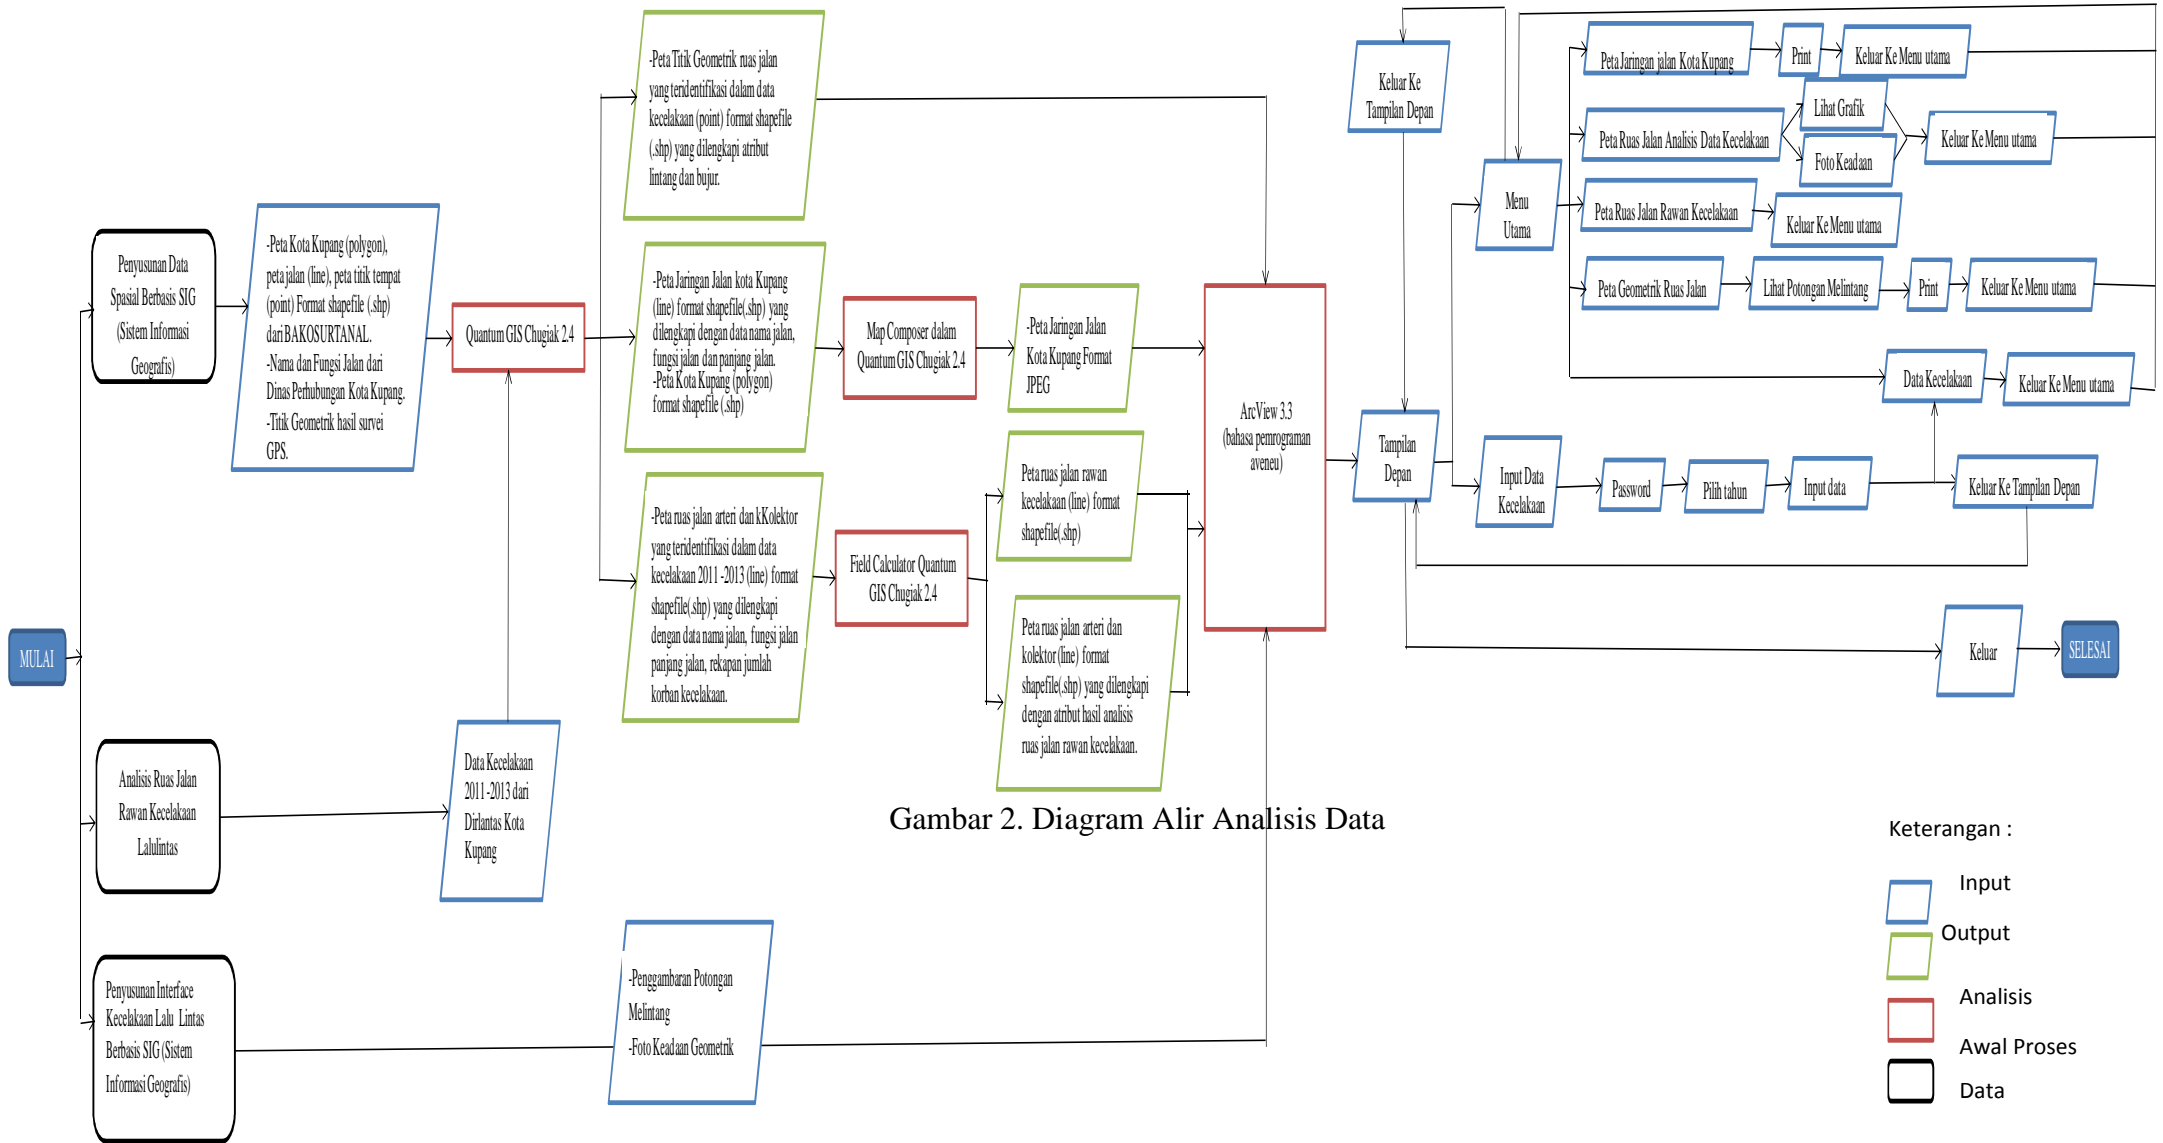 MULAI
Penyusunan Data
Spasial Berbasis SIG
(Sistem Informasi
Geografis)
Analisis Ruas Jalan
Rawan Kecelakaan
Lalulintas
Penyusunan Interface
Kecelakaan Lalu Lintas
Berbasis SIG (Sistem
Informasi Geografis)
-Peta Kota Kupang (polygon),
peta jalan (line), peta titik tempat
(point) Format shapefile (.shp)
dari BAKOSURTANAL.
-Nama dan Fungsi Jalan dari
Dinas Perhubungan Kota Kupang.
-Titik Geometrik hasil survei
GPS.
Data Kecelakaan
2011 -2013 dari
Dirlantas Kota
Kupang
Quantum GIS Chugiak 2.4
-Peta Titik Geometrik ruas jalan
yang teridentifikasi dalam data
kecelakaan (point) format shapefile
(.shp) yang dilengkapi atribut
lintang dan bujur.
-Peta Jaringan Jalan kota Kupang
(line) format shapefile(.shp) yang
dilengkapi dengan data nama jalan,
fungsi jalan dan panjang jalan.
-Peta Kota Kupang (polygon)
format shapefile (.shp)
-Peta ruas jalan arteri dan kKolektor
yang teridentifikasi dalam data
kecelakaan 2011 -2013 (line) format
shapefile(.shp) yang dilengkapi
dengan data nama jalan, fungsi jalan
panjang jalan, rekapan jumlah
korban kecelakaan.
-Penggambaran Potongan
Melintang
-Foto Keadaan Geometrik
Map Composer dalam
Quantum GIS Chugiak 2.4
Field Calculator Quantum
GIS Chugiak 2.4
-Peta Jaringan Jalan
Kota Kupang Format
JPEG
Peta ruas jalan rawan
kecelakaan (line) format
shapefile(.shp)
Peta ruas jalan arteri dan
kolektor (line) format
shapefile(.shp) yang dilengkapi
dengan atribut hasil analisis
ruas jalan rawan kecelakaan.
ArcView 3.3
(bahasa pemrograman
aveneu)
Keluar Ke
Tampilan Depan
Tampilan
Depan
Menu
Utama
Peta Jaringan jalan Kota Kupang
Print
Keluar Ke Menu utama
Peta Ruas Jalan Analisis Data Kecelakaan
Lihat Grafik
Foto Keadaan
Keluar Ke Menu utama
Peta Ruas Jalan Rawan Kecelakaan
Keluar Ke Menu utama
Peta Geometrik Ruas Jalan
Lihat Potongan Melintang
Print
Keluar Ke Menu utama
Data Kecelakaan
Keluar Ke Menu utama
Input Data
Kecelakaan
Password
Pilih tahun
Input data
Keluar Ke Tampilan Depan
Keluar
SELESAI
Gambar 2. Diagram Alir Analisis Data
Keterangan :
Input
Output
Analisis
Awal Proses
Data